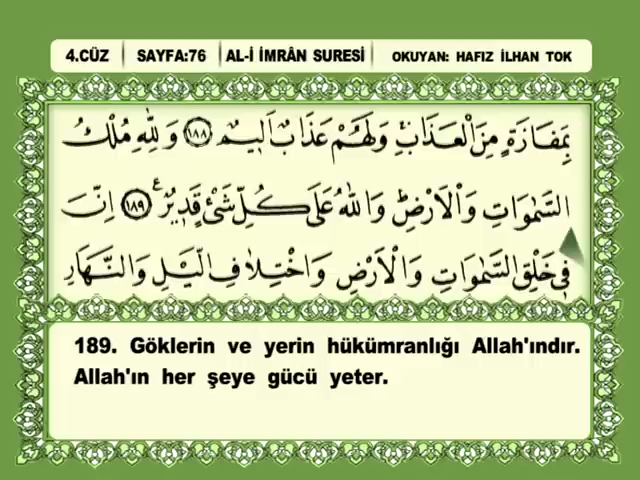 4.CÜZ SAYFA:76 AL-İ İMRÂN SURESİ OKUYAN: HAFIZ İLHAN TOK
بِمَفَازَةٍ مِنَ الْعَذَابِۚ وَلَهُمْ عَذَابٌ اَلٖيمٌ ﴿١٨٨﴾ وَلِلّٰهِ مُلْكُ
السَّمٰوَاتِ وَالْاَرْضِؕ وَاللّٰهُ عَلٰى كُلِّ شَیْءٍ قَدٖيرٌ ع ﴿١٨٩﴾ اِنَّ
فٖى خَلْقِ السَّمٰوَاتِ وَالْاَرْضِ وَاخْتِلَافِ الَّيْلِ وَالنَّهَارِ
189. Göklerin ve yerin hükümranlığı Allah'ındır.
Allah'ın her şeye gücü yeter.